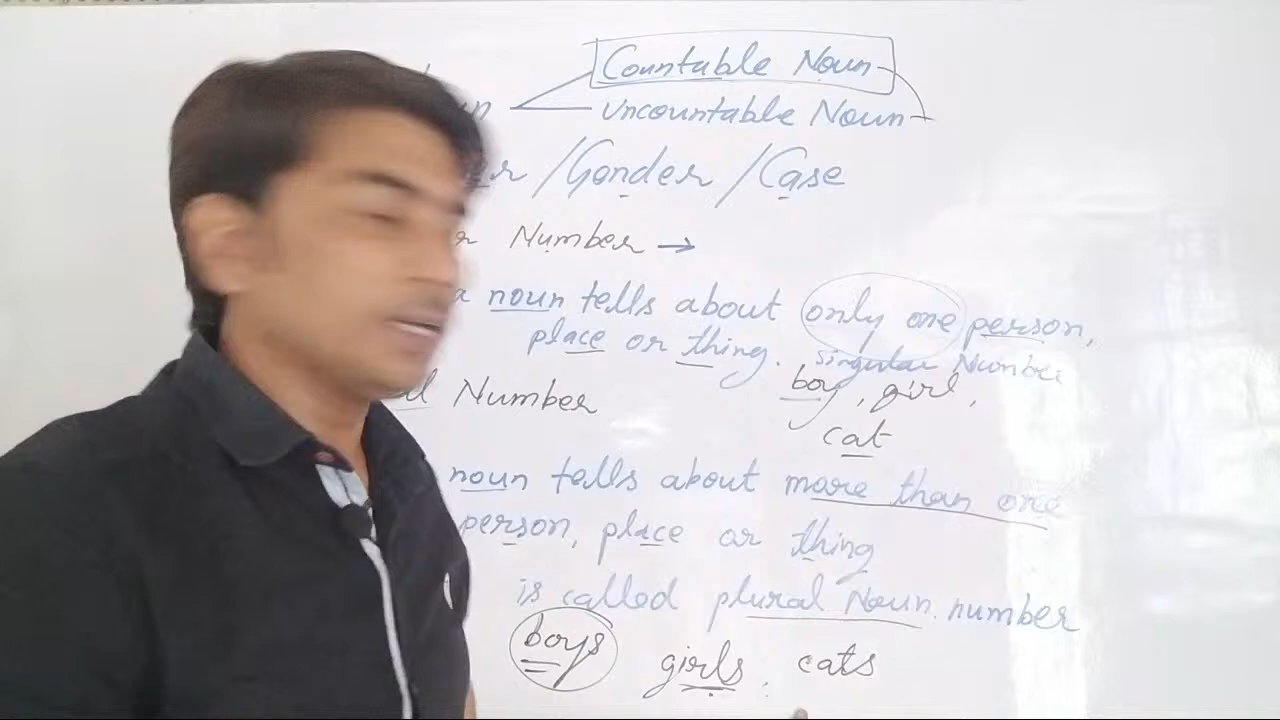 Countable Noun
Uncountable Noun
/Gender /Case
Number →
noun tells about only one person,
place or thing. singular Number
boy, girl,
cat
Number
noun tells about more than one
person, place or thing
is called plural Noun. number
boys girls, cats